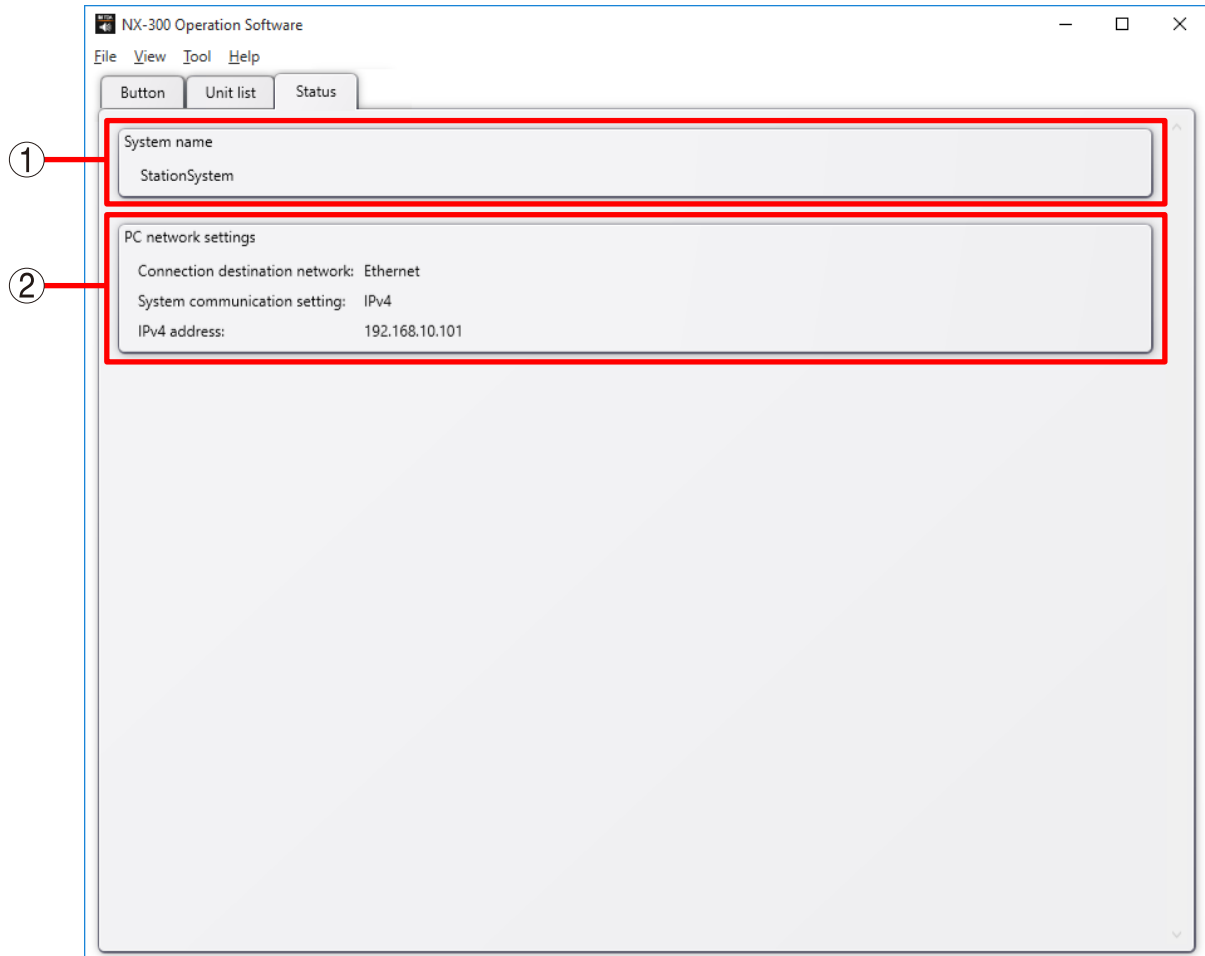 NX-300 Operation Software
File View Tool Help
Button Unit list Status
① System name
StationSystem
② PC network settings
Connection destination network: Ethernet
System communication setting: IPv4
IPv4 address: 192.168.10.101